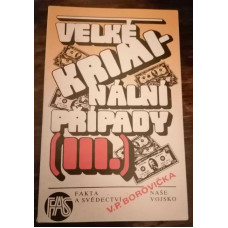 VELKÉ
KRIMI-
NÁLNÍ
PŘÍPADY
(III.)
V. P. BOROVIČKA
FAKTA
A SVĚDECTVÍ
NAŠE
VOJSKO
FAS